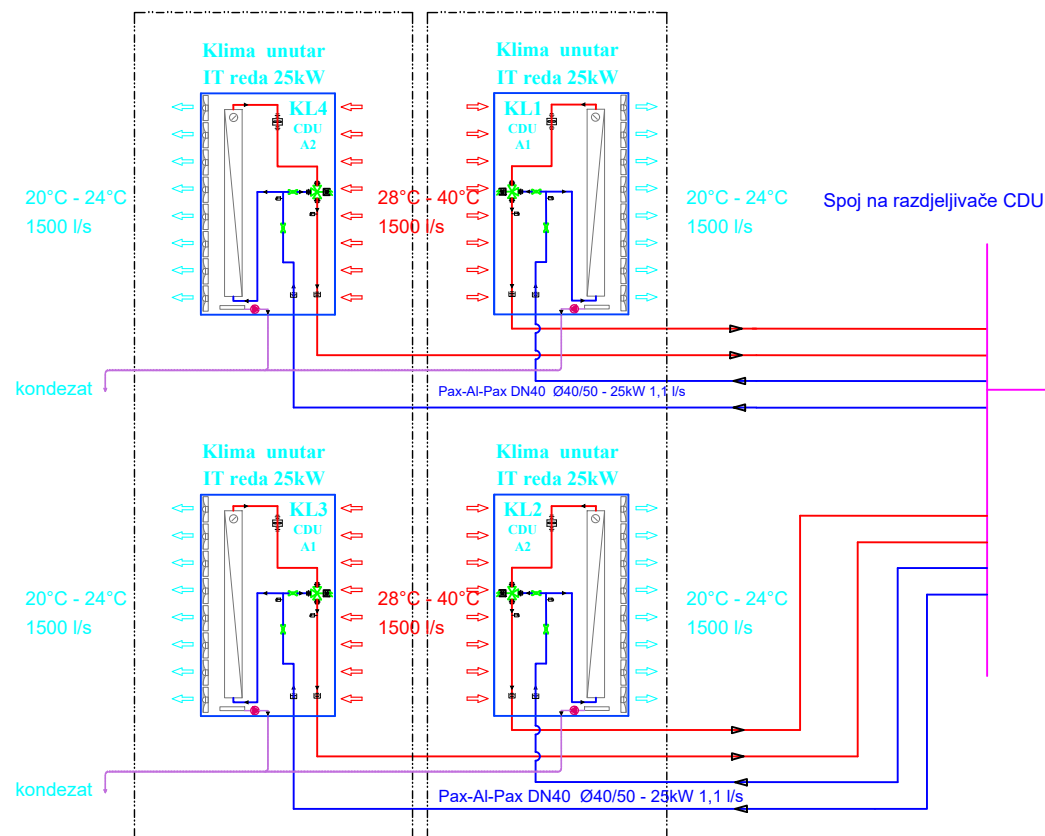 Klima unutar
IT reda 25kW
KL4
CDU
A2
Klima unutar
IT reda 25kW
KL1
CDU
A1
20°C - 24°C
1500 l/s
28°C - 40°C
1500 l/s
20°C - 24°C
1500 l/s
Spoj na razdjeljivače CDU
kondezat
Pax-Al-Pax DN40 Ø40/50 - 25kW 1,1 l/s
Klima unutar
IT reda 25kW
KL3
CDU
A1
Klima unutar
IT reda 25kW
KL2
CDU
A2
20°C - 24°C
1500 l/s
28°C - 40°C
1500 l/s
20°C - 24°C
1500 l/s
kondezat
Pax-Al-Pax DN40 Ø40/50 - 25kW 1,1 l/s